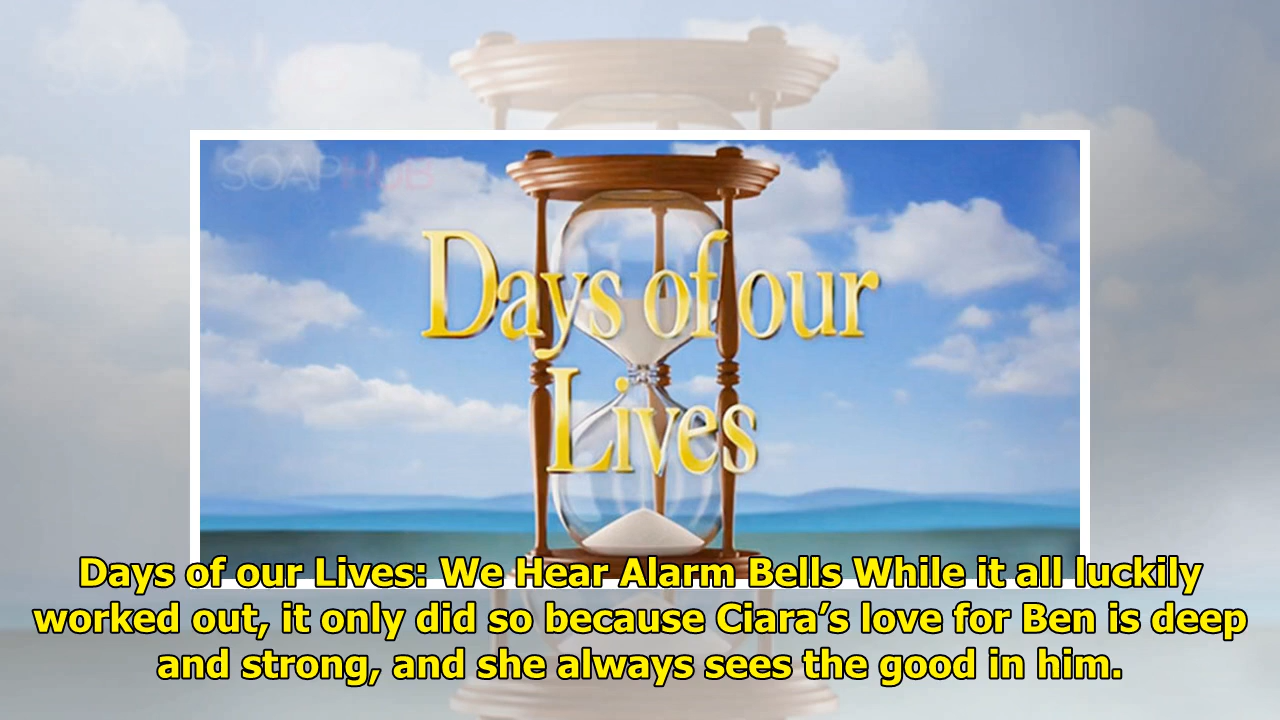 SOAPHUB
Days of our
Lives
Days of our Lives: We Hear Alarm Bells While it all luckily
worked out, it only did so because Ciara’s love for Ben is deep
and strong, and she always sees the good in him.